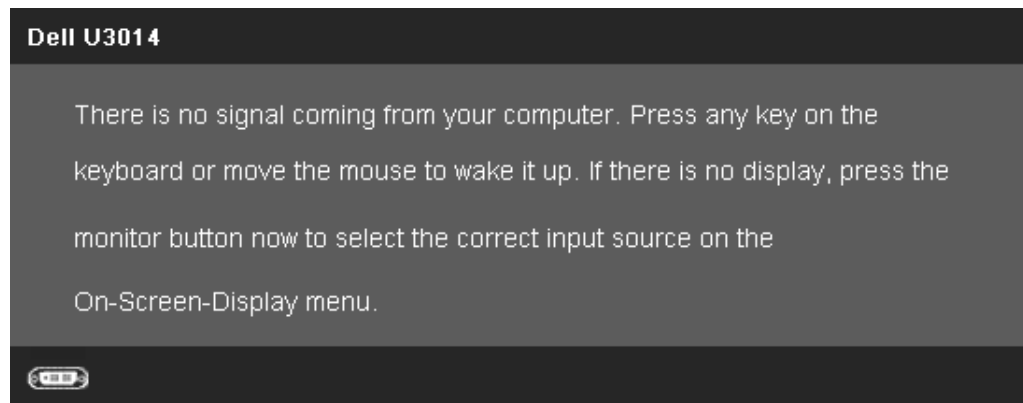 Dell U3014
There is no signal coming from your computer. Press any key on the
keyboard or move the mouse to wake it up. If there is no display, press the
monitor button now to select the correct input source on the
On-Screen-Display menu.